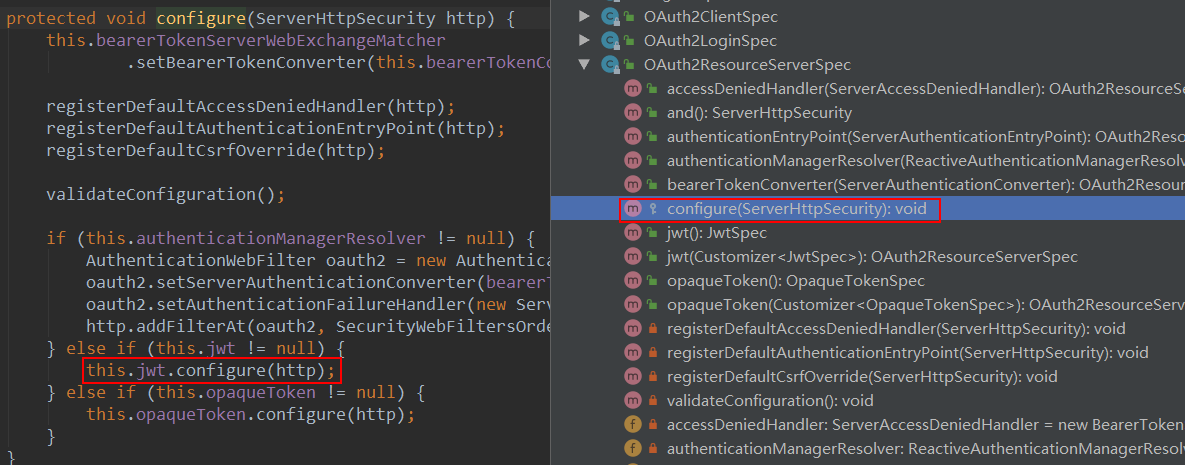 protected void configure(ServerHttpSecurity http) {
this.bearerTokenServerWebExchangeMatcher
.setBearerTokenConverter(this.bearerTokenCo
registerDefaultAccessDeniedHandler(http);
registerDefaultAuthenticationEntryPoint(http);
registerDefaultCsrfOverride(http);
validateConfiguration();
if (this.authenticationManagerResolver != null) {
AuthenticationWebFilter oauth2 = new Authentica
oauth2.setServerAuthenticationConverter(bearerT
oauth2.setAuthenticationFailureHandler(new Serv
http.addFilterAt(oauth2, SecurityWebFiltersOrde
} else if (this.jwt != null) {
this.jwt.configure(http);
} else if (this.opaqueToken != null) {
this.opaqueToken.configure(http);
}
}
OAuth2ClientSpec
OAuth2LoginSpec
OAuth2ResourceServerSpec
accessDeniedHandler(ServerAccessDeniedHandler): OAuth2ResourceSe
and(): ServerHttpSecurity
authenticationEntryPoint(ServerAuthenticationEntryPoint): OAuth2Reso
authenticationManagerResolver(ReactiveAuthenticationManagerResolv
bearerTokenConverter(ServerAuthenticationConverter): OAuth2Resour
configure(ServerHttpSecurity): void
jwt(): JwtSpec
jwt(Customizer<JwtSpec>): OAuth2ResourceServerSpec
opaqueToken(): OpaqueTokenSpec
opaqueToken(Customizer<OpaqueTokenSpec>): OAuth2ResourceServe
registerDefaultAccessDeniedHandler(ServerHttpSecurity): void
registerDefaultAuthenticationEntryPoint(ServerHttpSecurity): void
registerDefaultCsrfOverride(ServerHttpSecurity): void
validateConfiguration(): void
accessDeniedHandler: ServerAccessDeniedHandler = new BearerToken
authenticationManagerResolver: ReactiveAuthenticationManagerResolv